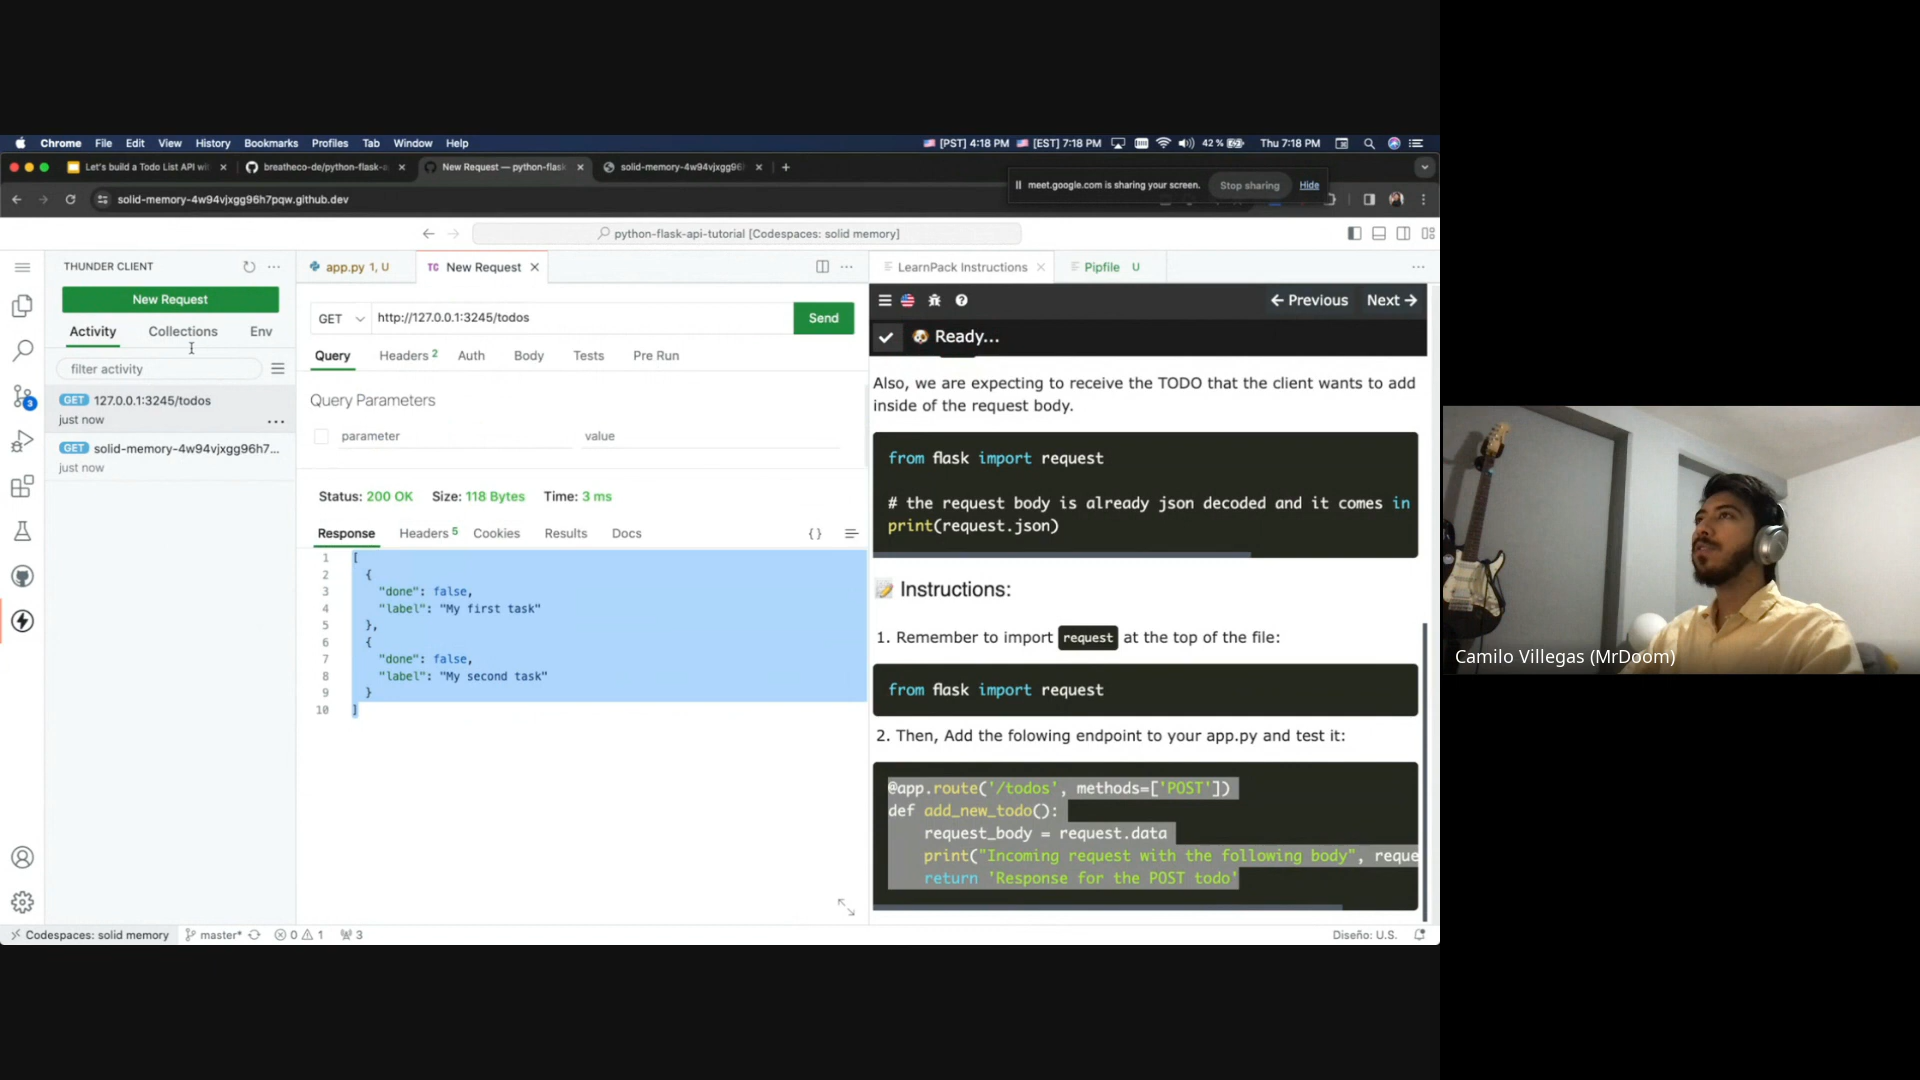 Chrome File Edit View History Bookmarks Profiles Tab Window Help
[PST] 4:18 PM [EST] 7:18 PM 42% Thu 7:18 PM
Let's build a Todo List API wi
breatheco-de/python-flask-a
New Request — python-flask
solid-memory-4w94vjxgg96h
meet.google.com is sharing your screen. Stop sharing Hide
solid-memory-4w94vjxgg96h7pqw.github.dev
python-flask-api-tutorial [Codespaces: solid memory]
THUNDER CLIENT
New Request
Activity Collections Env
filter activity
GET 127.0.0.1:3245/todos
just now
GET solid-memory-4w94vjxgg96h7...
just now
3
app.py 1, U
TC New Request
GET http://127.0.0.1:3245/todos Send
Query Headers 2 Auth Body Tests Pre Run
Query Parameters
parameter value
Status: 200 OK Size: 118 Bytes Time: 3 ms
Response Headers 5 Cookies Results Docs {}
1 [
2 {
3 "done": false,
4 "label": "My first task"
5 },
6 {
7 "done": false,
8 "label": "My second task"
9 }
10 ]
LearnPack Instructions
Pipfile U
← Previous Next →
Ready...
Also, we are expecting to receive the TODO that the client wants to add
inside of the request body.
from flask import request
# the request body is already json decoded and it comes in
print(request.json)
Instructions:
1. Remember to import request at the top of the file:
from flask import request
2. Then, Add the folowing endpoint to your app.py and test it:
@app.route('/todos', methods=['POST'])
def add_new_todo():
request_body = request.data
print("Incoming request with the following body", reque
return 'Response for the POST todo'
Codespaces: solid memory master* 0 1 3
Diseño: U.S.
Camilo Villegas (MrDoom)